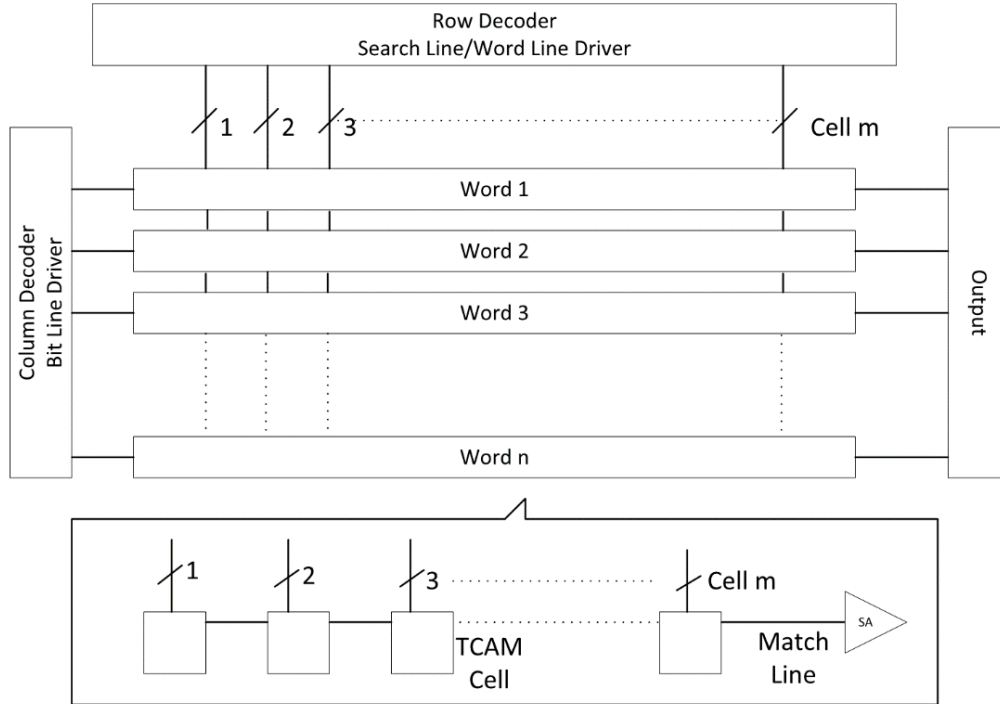 Row Decoder
Search Line/Word Line Driver
1
2
3
Cell m
Column Decoder
Bit Line Driver
Word 1
Word 2
Word 3
Word n
Output
1
2
3
Cell m
TCAM
Cell
Match
Line
SA